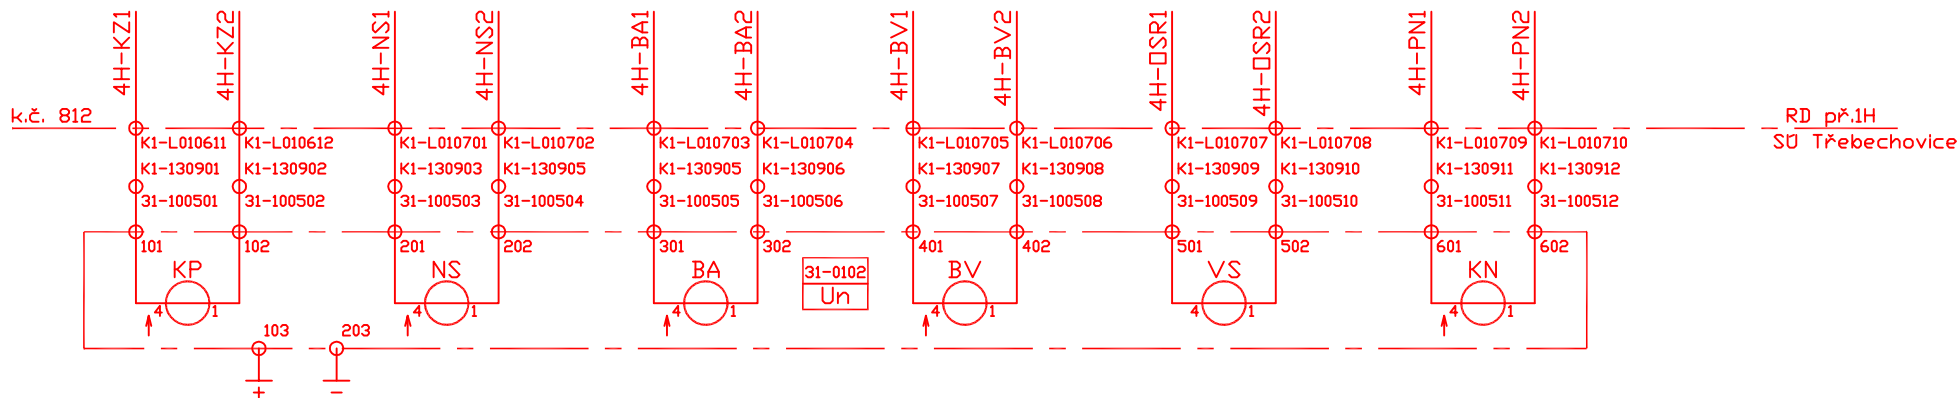 4H-KZ1 4H-KZ2 4H-NS1 4H-NS2 4H-BA1 4H-BA2 4H-BV1 4H-BV2 4H-OSR1 4H-OSR2 4H-PN1 4H-PN2
k.č. 812
RD př.1H
SÚ Třebechovice
K1-L010611 K1-L010612 K1-L010701 K1-L010702 K1-L010703 K1-L010704 K1-L010705 K1-L010706 K1-L010707 K1-L010708 K1-L010709 K1-L010710
K1-130901 K1-130902 K1-130903 K1-130905 K1-130905 K1-130906 K1-130907 K1-130908 K1-130909 K1-130910 K1-130911 K1-130912
31-100501 31-100502 31-100503 31-100504 31-100505 31-100506 31-100507 31-100508 31-100509 31-100510 31-100511 31-100512
101 102 201 202 301 302 401 402 501 502 601 602
KP NS BA 31-0102 BV VS KN
Un
4 1 4 1 4 1 4 1 4 1 4 1
103 203
+ -